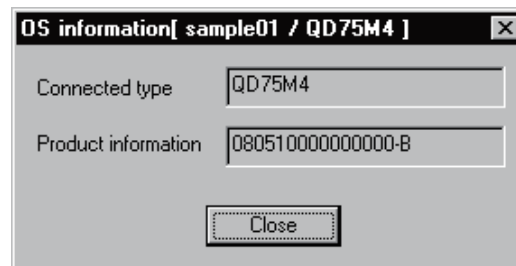 OS information[ sample01 / QD75M4 ]
Connected type QD75M4
Product information 080510000000000-B
Close